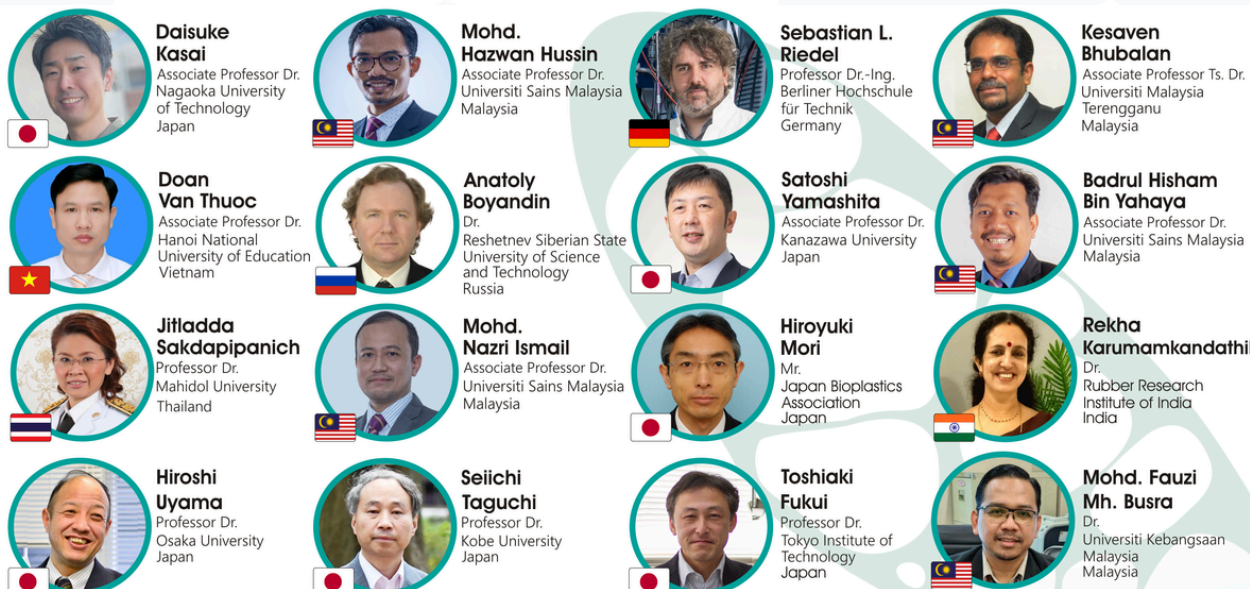 Daisuke
Kasai
Associate Professor Dr.
Nagaoka University
of Technology
Japan
Mohd.
Hazwan Hussin
Associate Professor Dr.
Universiti Sains Malaysia
Malaysia
Sebastian L.
Riedel
Professor Dr.-Ing.
Berliner Hochschule
für Technik
Germany
Kesaven
Bhubalan
Associate Professor Ts. Dr.
Universiti Malaysia
Terengganu
Malaysia
Doan
Van Thuoc
Associate Professor Dr.
Hanoi National
University of Education
Vietnam
Anatoly
Boyandin
Dr.
Reshetnev Siberian State
University of Science
and Technology
Russia
Satoshi
Yamashita
Associate Professor Dr.
Kanazawa University
Japan
Badrul Hisham
Bin Yahaya
Associate Professor Dr.
Universiti Sains Malaysia
Malaysia
Jitladda
Sakdapipanich
Professor Dr.
Mahidol University
Thailand
Mohd.
Nazri Ismail
Associate Professor Dr.
Universiti Sains Malaysia
Malaysia
Hiroyuki
Mori
Mr.
Japan Bioplastics
Association
Japan
Rekha
Karumamkandathil
Dr.
Rubber Research
Institute of India
India
Hiroshi
Uyama
Professor Dr.
Osaka University
Japan
Seiichi
Taguchi
Professor Dr.
Kobe University
Japan
Toshiaki
Fukui
Professor Dr.
Tokyo Institute of
Technology
Japan
Mohd. Fauzi
Mh. Busra
Dr.
Universiti Kebangsaan
Malaysia
Malaysia